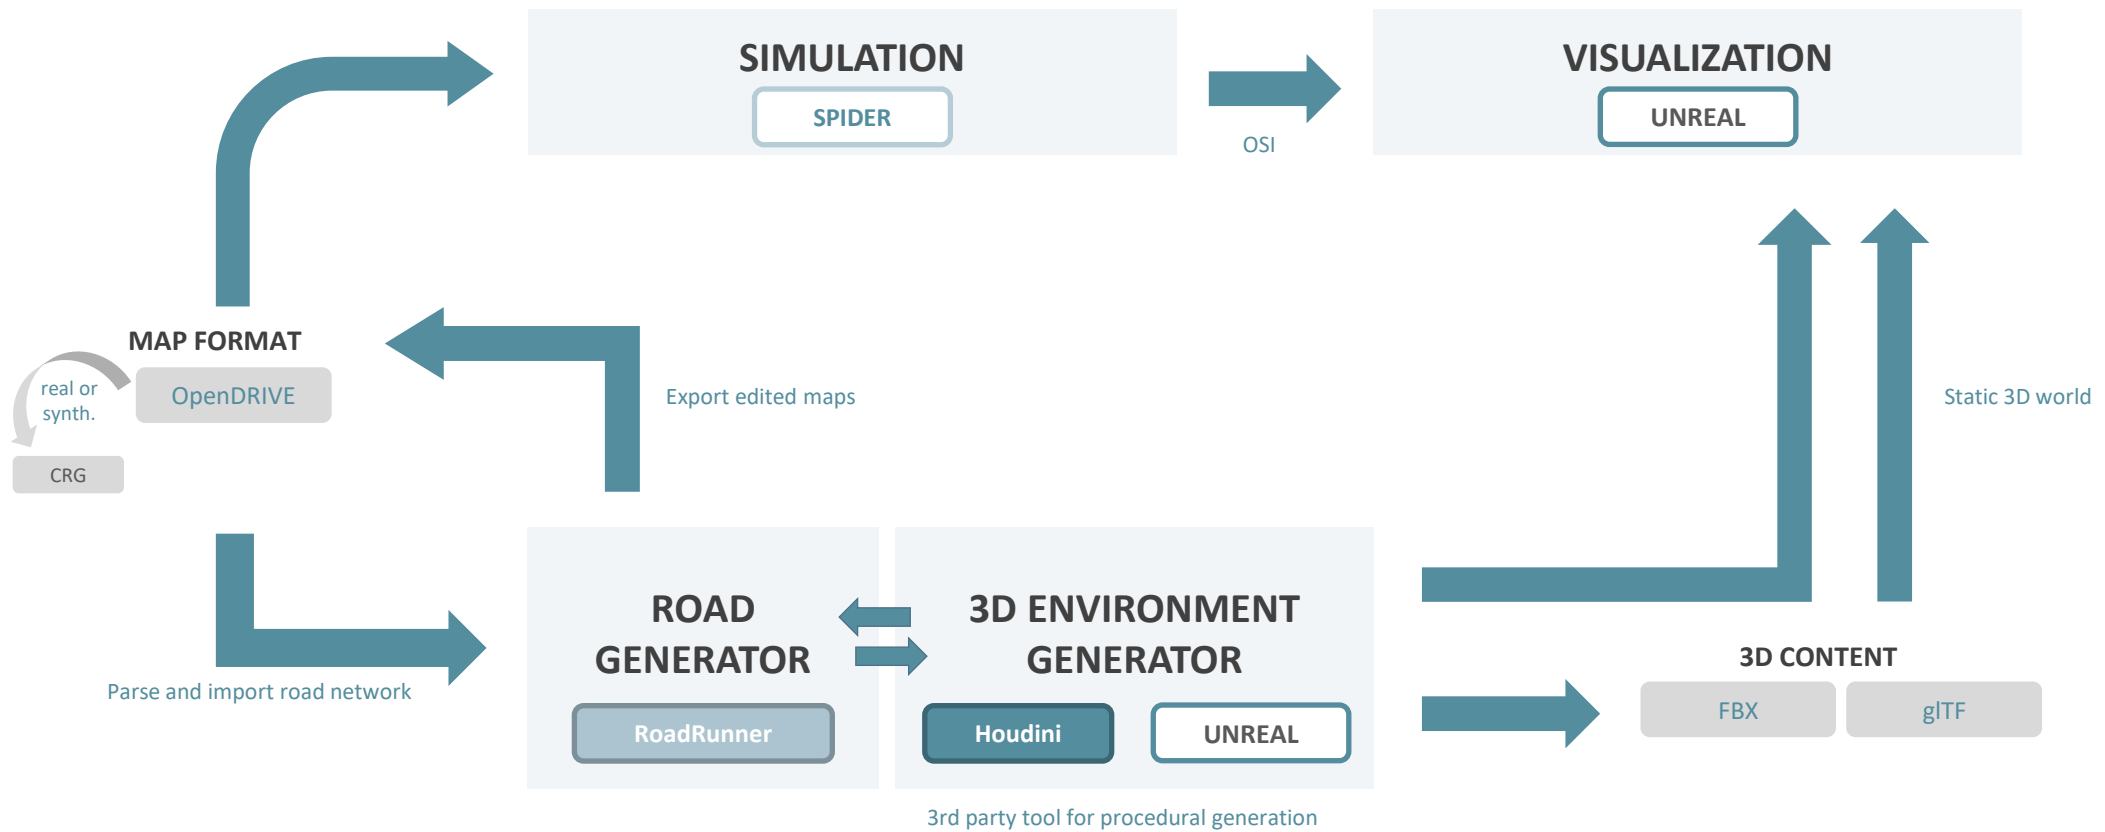 SIMULATION
SPIDER
OSI
VISUALIZATION
UNREAL
MAP FORMAT
OpenDRIVE
real or
synth.
CRG
Export edited maps
Static 3D world
Parse and import road network
ROAD
GENERATOR
RoadRunner
3D ENVIRONMENT
GENERATOR
Houdini
UNREAL
3rd party tool for procedural generation
3D CONTENT
FBX
glTF